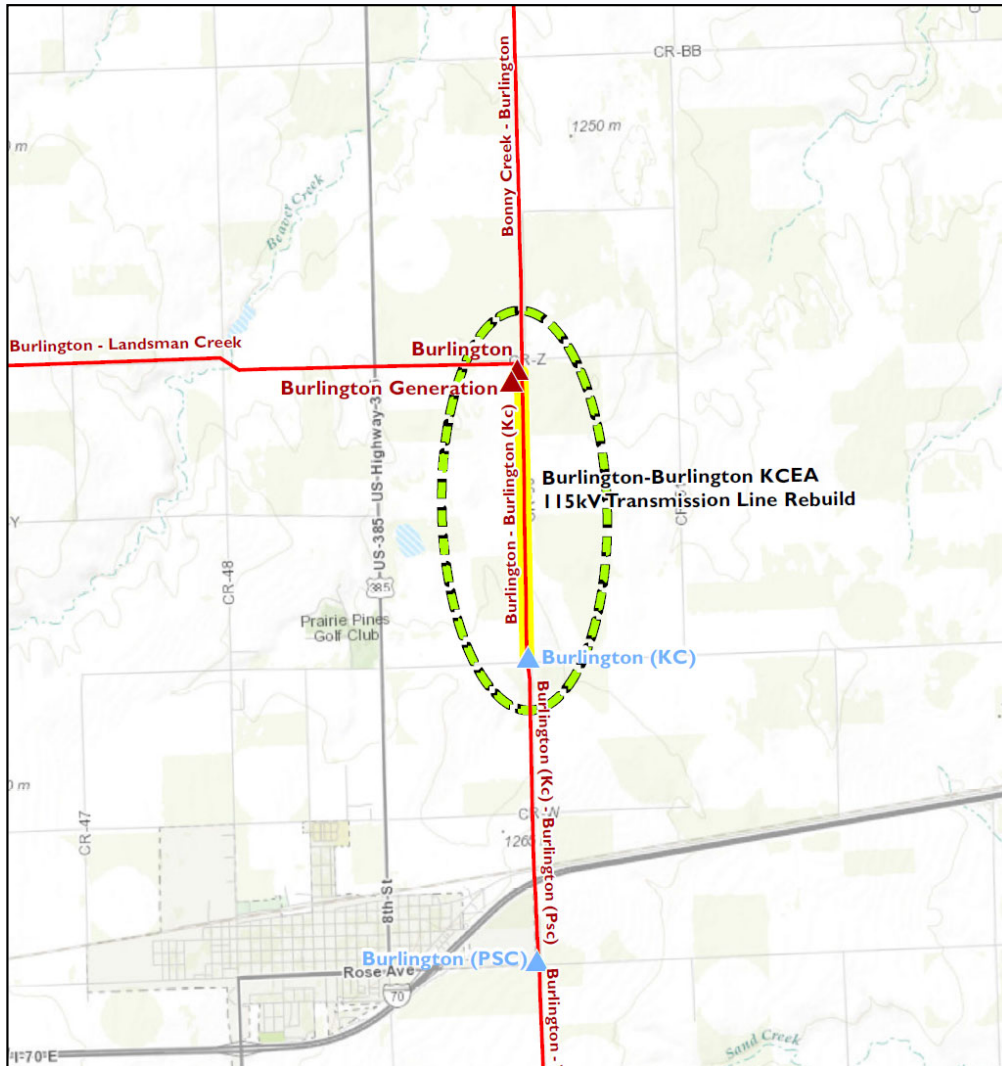 CR-BB
1250 m
Bonny Creek - Burlington
Beaver Creek
Burlington - Landsman Creek
Burlington
CR-Z
Burlington Generation
US-385-US-Highway-3
Burlington - Burlington (Kc)
Burlington-Burlington KCEA
115kV Transmission Line Rebuild
385
CR-48
Prairie Pines
Golf Club
Burlington (KC)
Burlington (Kc) - Burlington (Psc)
CR-W
CR-47
8th-St
Burlington (PSC)
Rose Ave
70
Burlington -
I-70-E
Sand Creek